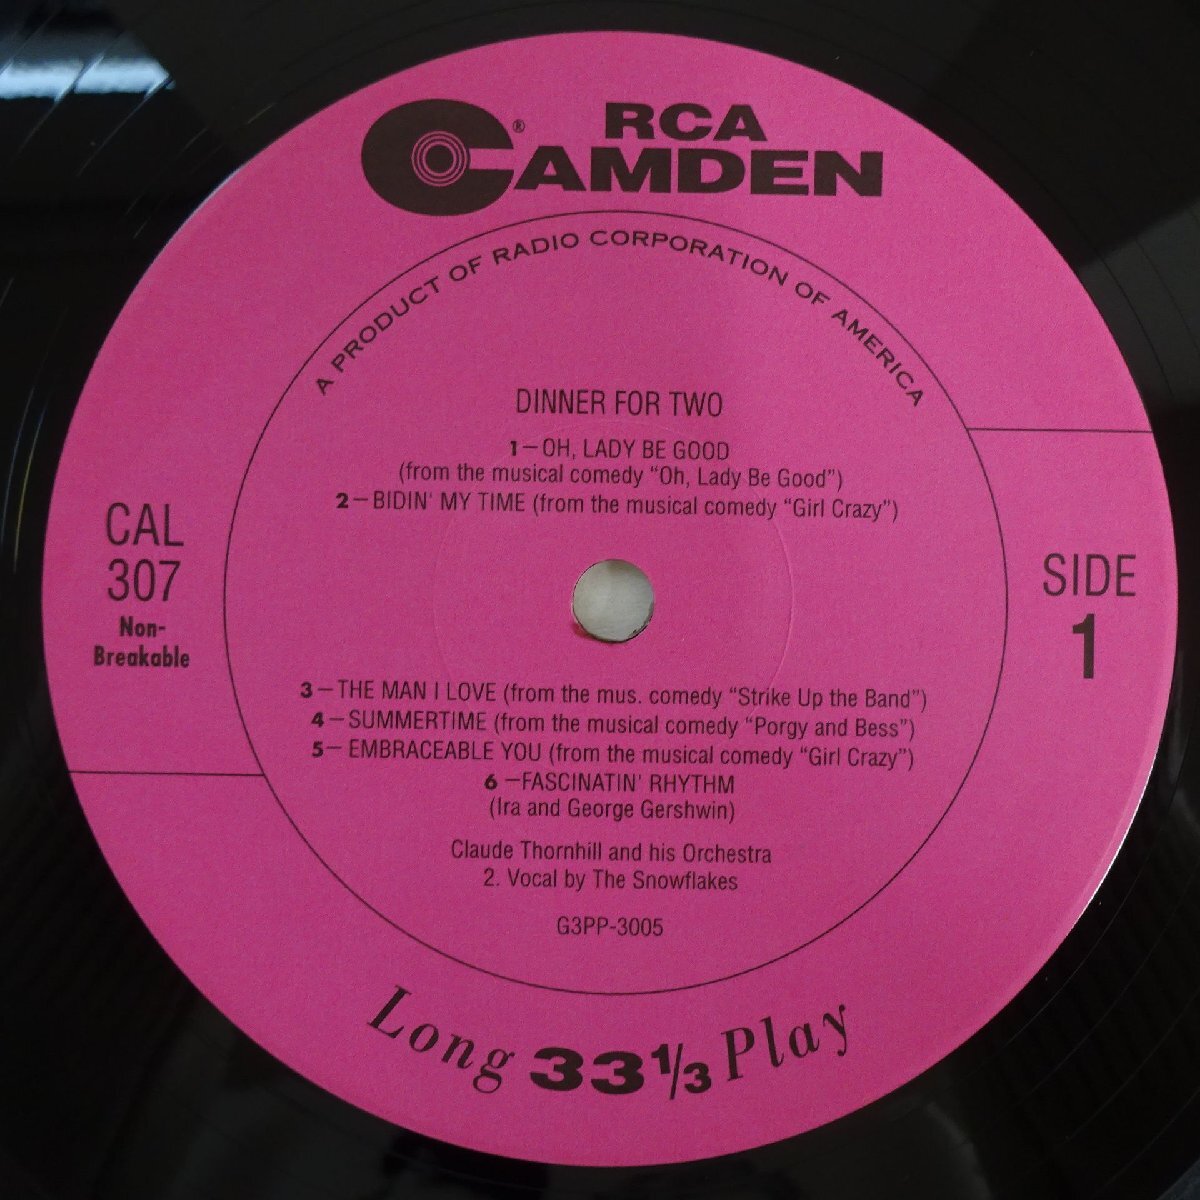 RCA
CAMDEN®
A PRODUCT OF RADIO CORPORATION OF AMERICA
DINNER FOR TWO
1—OH, LADY BE GOOD
(from the musical comedy “Oh, Lady Be Good”)
2—BIDIN' MY TIME (from the musical comedy “Girl Crazy”)
CAL
307
Non-
Breakable
SIDE
1
3—THE MAN I LOVE (from the mus. comedy “Strike Up the Band”)
4—SUMMERTIME (from the musical comedy “Porgy and Bess”)
5—EMBRACEABLE YOU (from the musical comedy “Girl Crazy”)
6—FASCINATIN' RHYTHM
(Ira and George Gershwin)
Claude Thornhill and his Orchestra
2. Vocal by The Snowflakes
G3PP-3005
Long 33⅓ Play